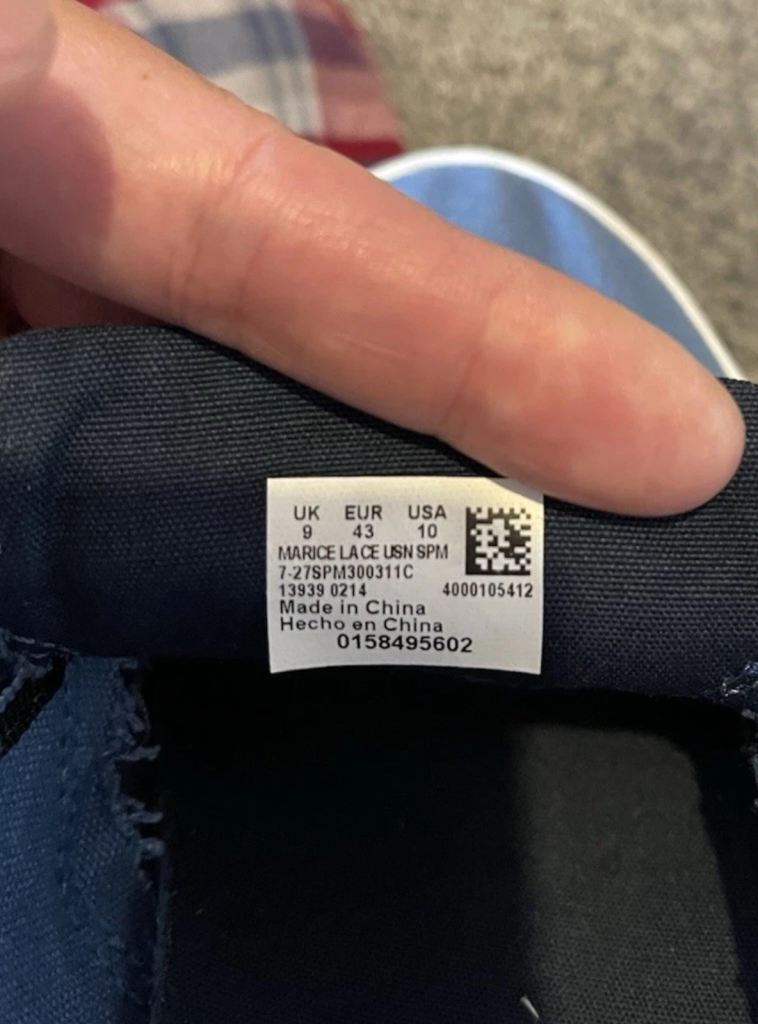 UK EUR USA
9 43 10
MARICE LACE USN SPM
7-27SPM300311C
13939 0214 4000105412
Made in China
Hecho en China
0158495602